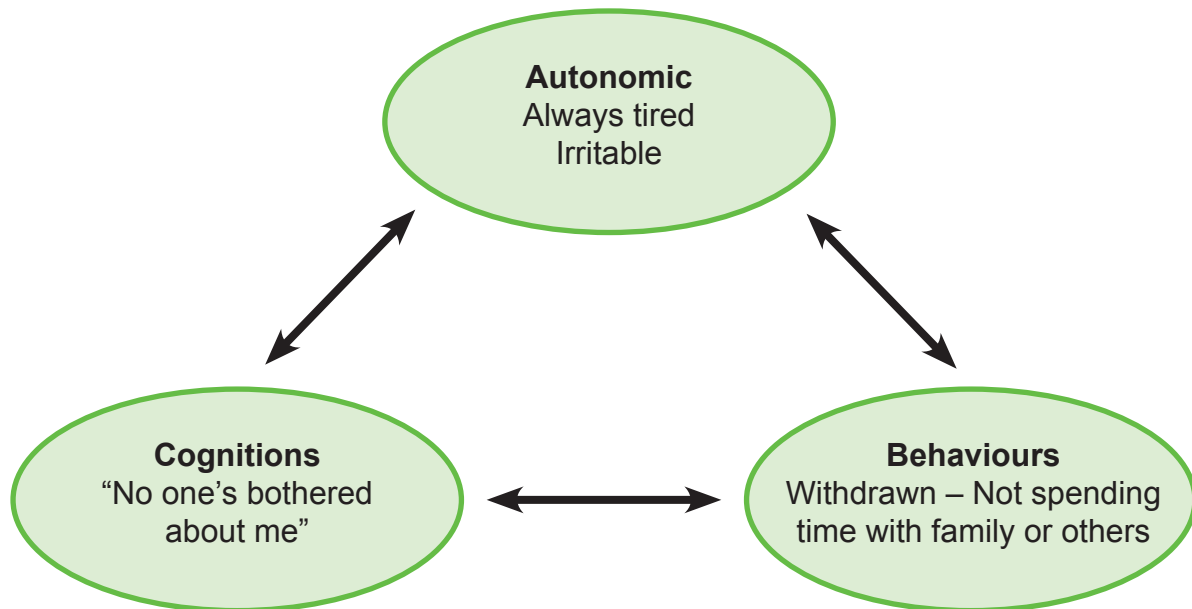 Autonomic
Always tired
Irritable
Cognitions
“No one’s bothered
about me”
Behaviours
Withdrawn – Not spending
time with family or others